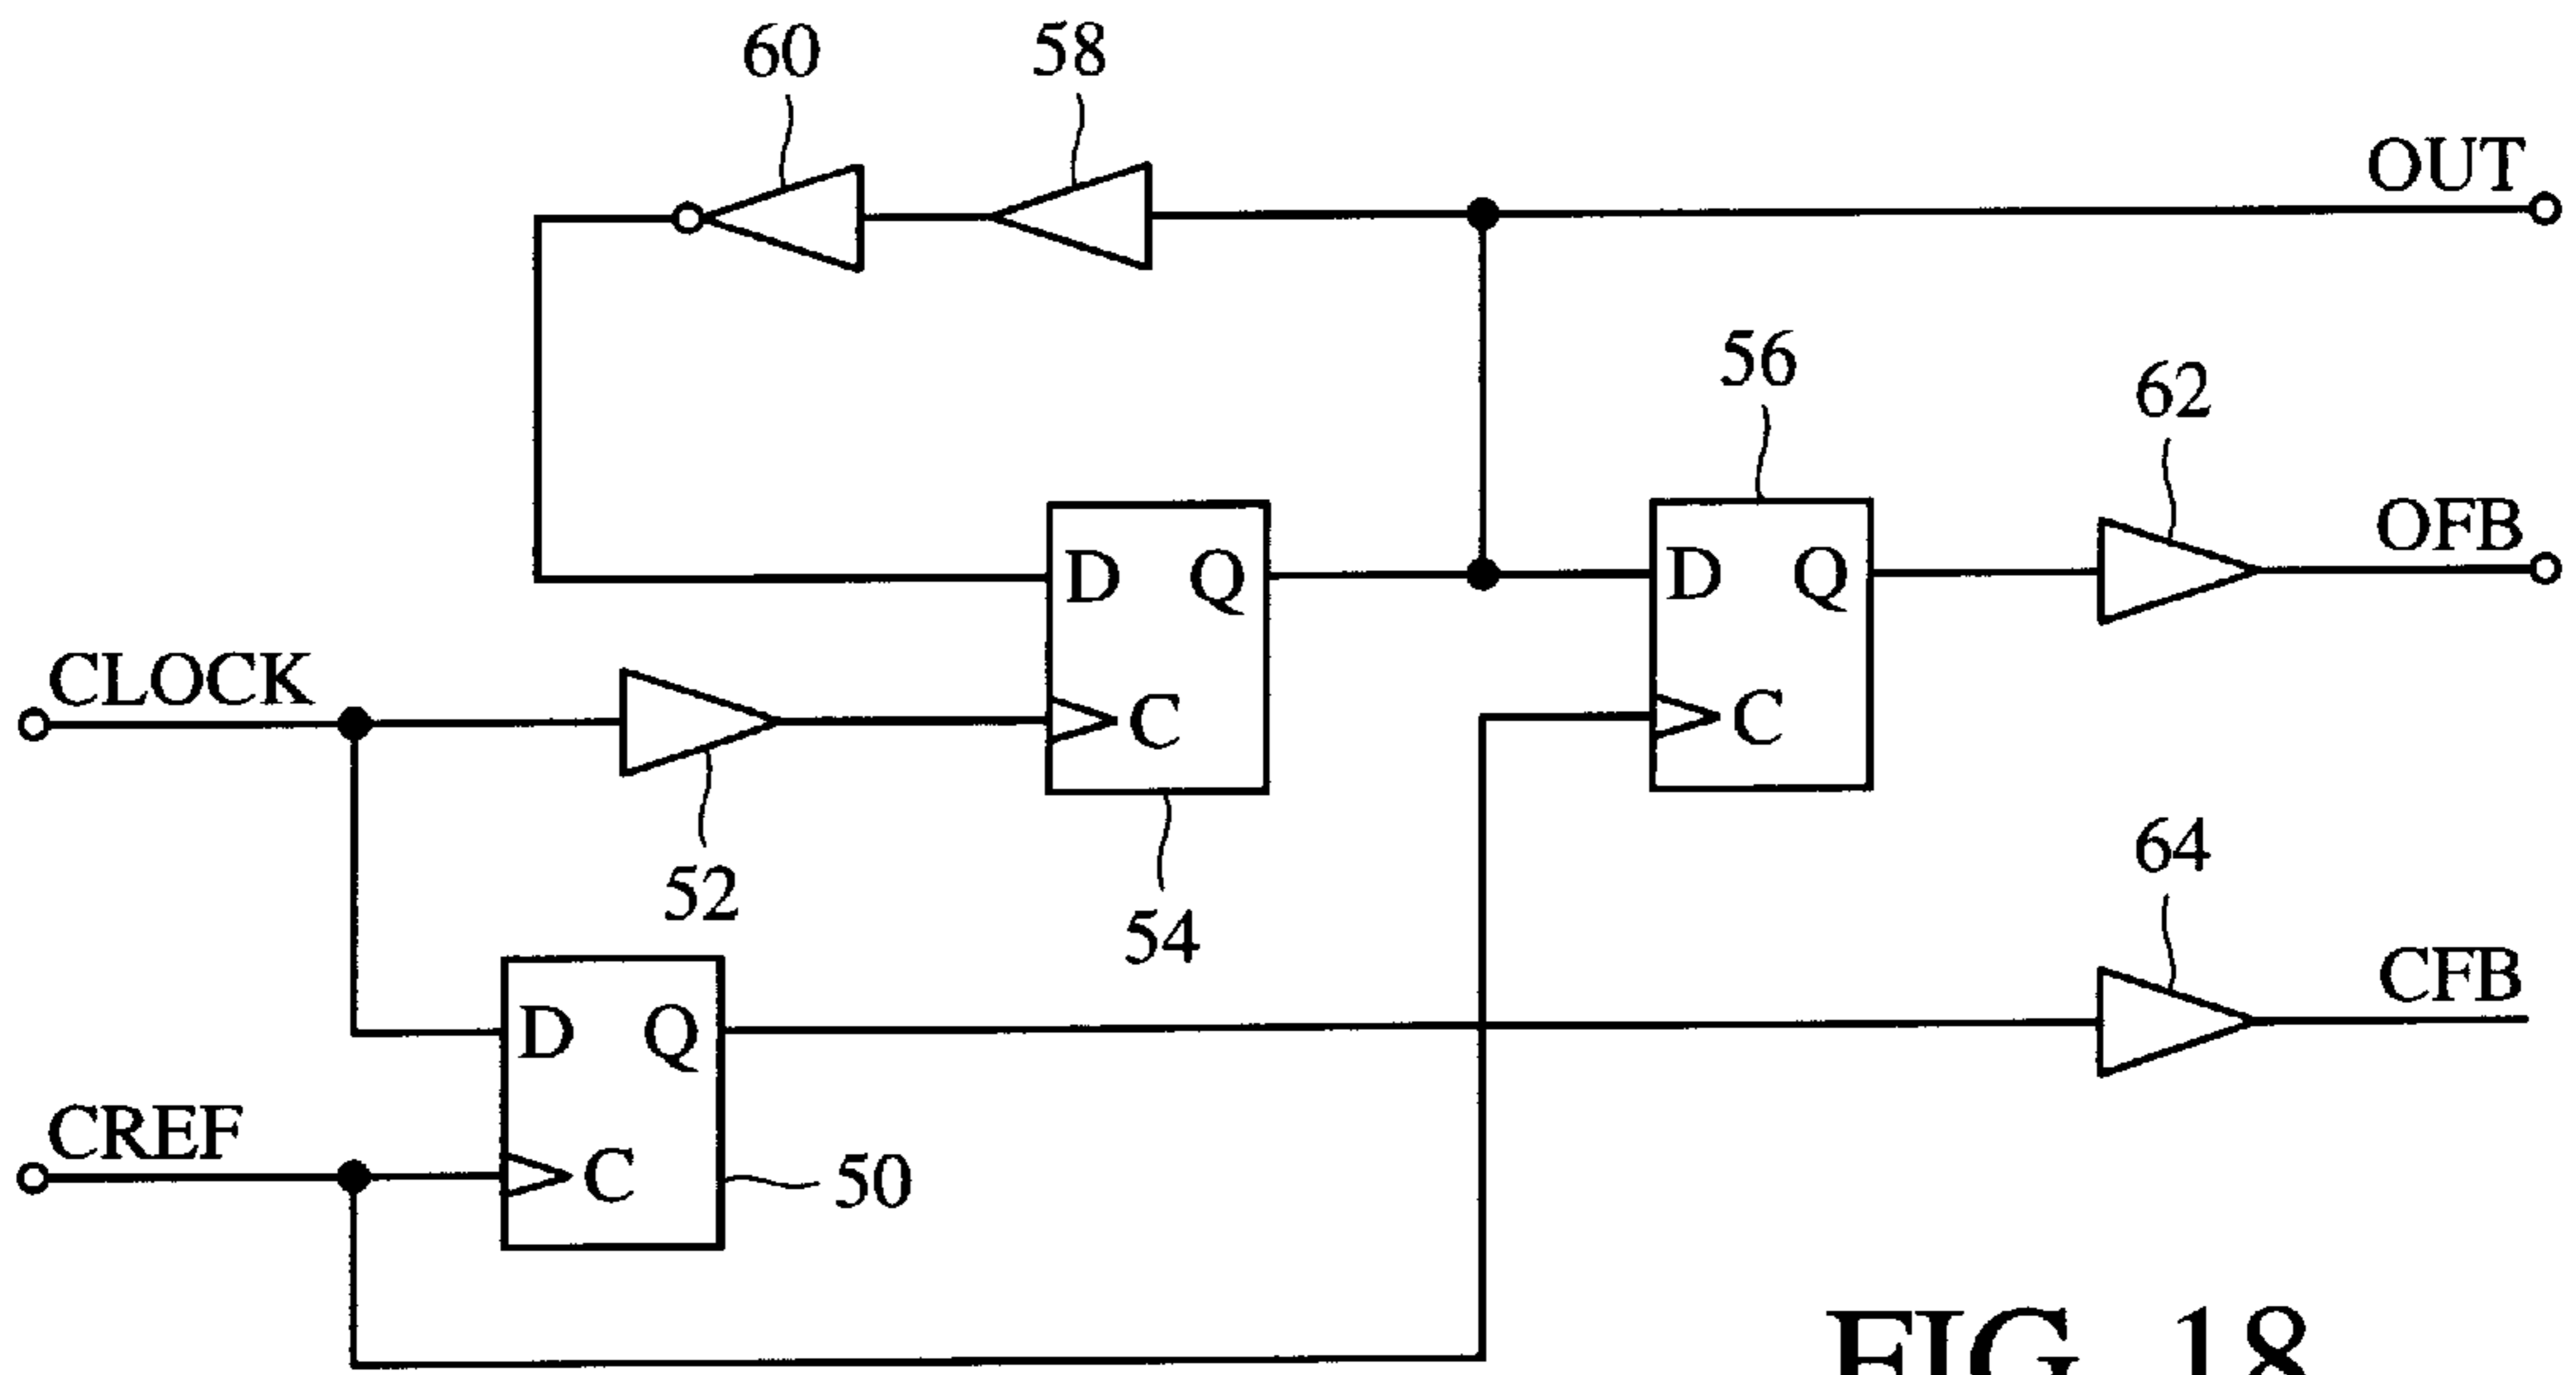 60
58
OUT
56
62
OFB
D Q
D Q
CLOCK
C
C
52
54
64
CFB
D Q
CREF
C
50
FIG. 18